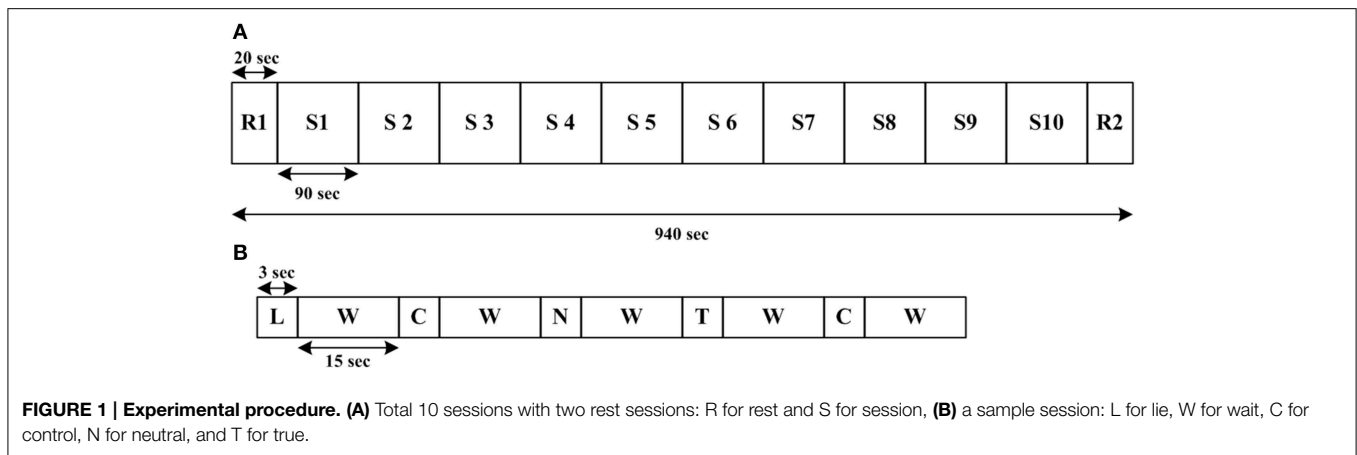 A
20 sec
R1 S1 S 2 S 3 S 4 S 5 S 6 S7 S8 S9 S10 R2
90 sec
940 sec
B
3 sec
L W C W N W T W C W
15 sec
FIGURE 1 | Experimental procedure. (A) Total 10 sessions with two rest sessions: R for rest and S for session, (B) a sample session: L for lie, W for wait, C for
control, N for neutral, and T for true.